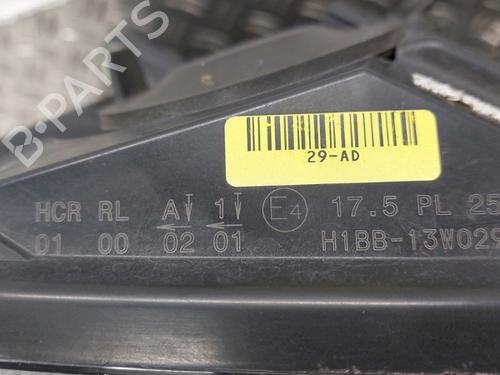 B-PARTS
29-AD
HCR RL A 1 E4 17.5 PL 25
01 00 02 01 H1BB-13W029